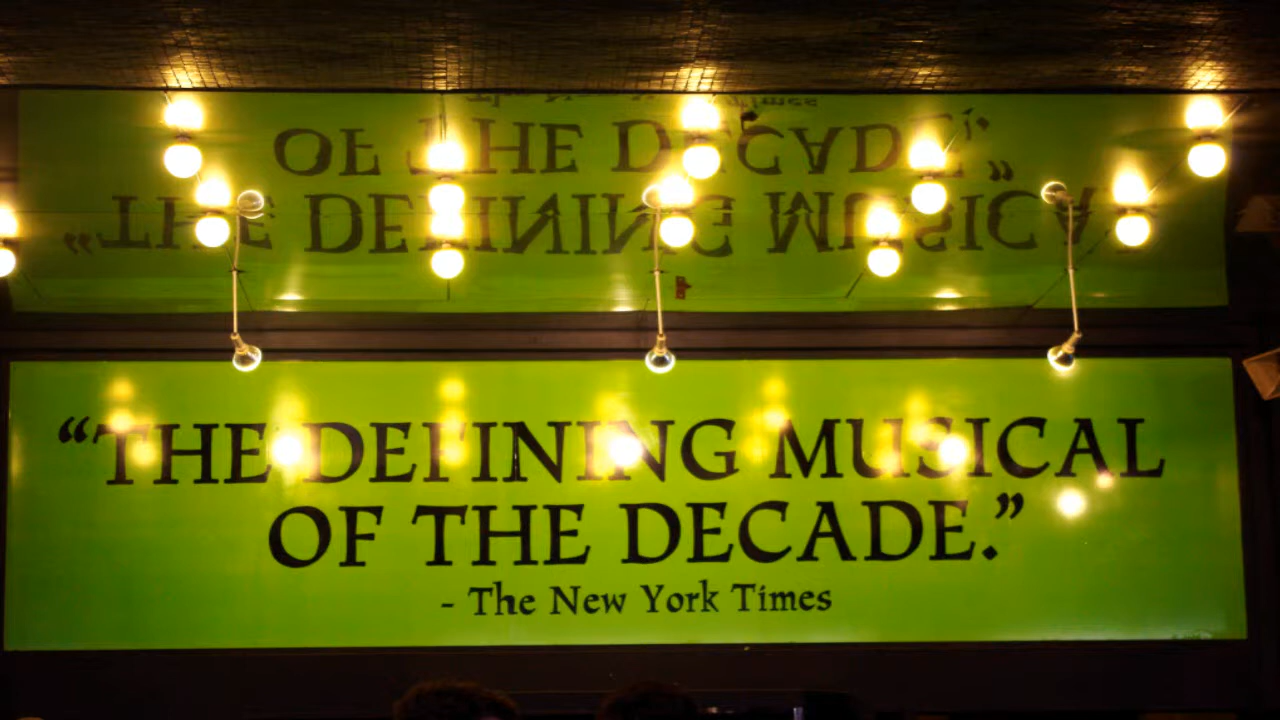 “THE DEFINING MUSICAL
OF THE DECADE.”
- The New York Times